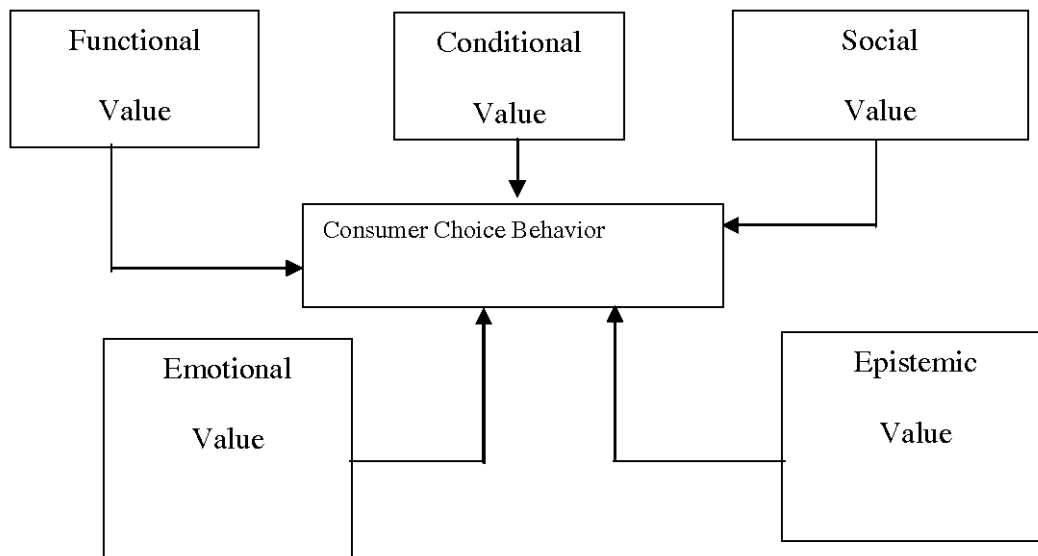 Functional
Value
Conditional
Value
Social
Value
Consumer Choice Behavior
Emotional
Value
Epistemic
Value